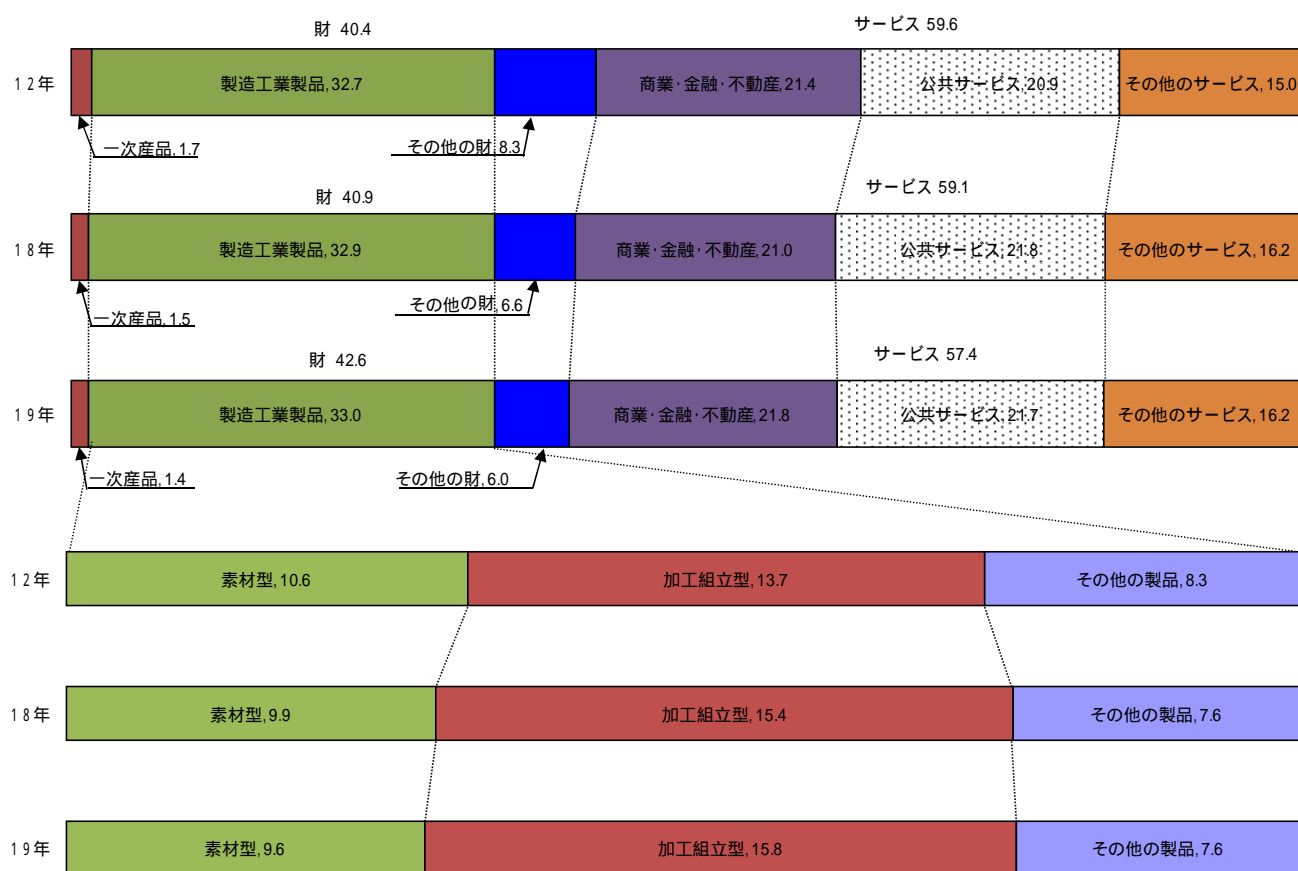 財 40.4
サービス 59.6
12年
製造工業製品,32.7
商業・金融・不動産,21.4
公共サービス,20.9
その他のサービス,15.0
一次産品,1.7
その他の財,8.3
財 40.9
サービス 59.1
18年
製造工業製品,32.9
商業・金融・不動産,21.0
公共サービス,21.8
その他のサービス,16.2
一次産品,1.5
その他の財,6.6
財 42.6
サービス 57.4
19年
製造工業製品,33.0
商業・金融・不動産,21.8
公共サービス,21.7
その他のサービス,16.2
一次産品,1.4
その他の財,6.0
12年
素材型,10.6
加工組立型,13.7
その他の製品,8.3
18年
素材型,9.9
加工組立型,15.4
その他の製品,7.6
19年
素材型,9.6
加工組立型,15.8
その他の製品,7.6